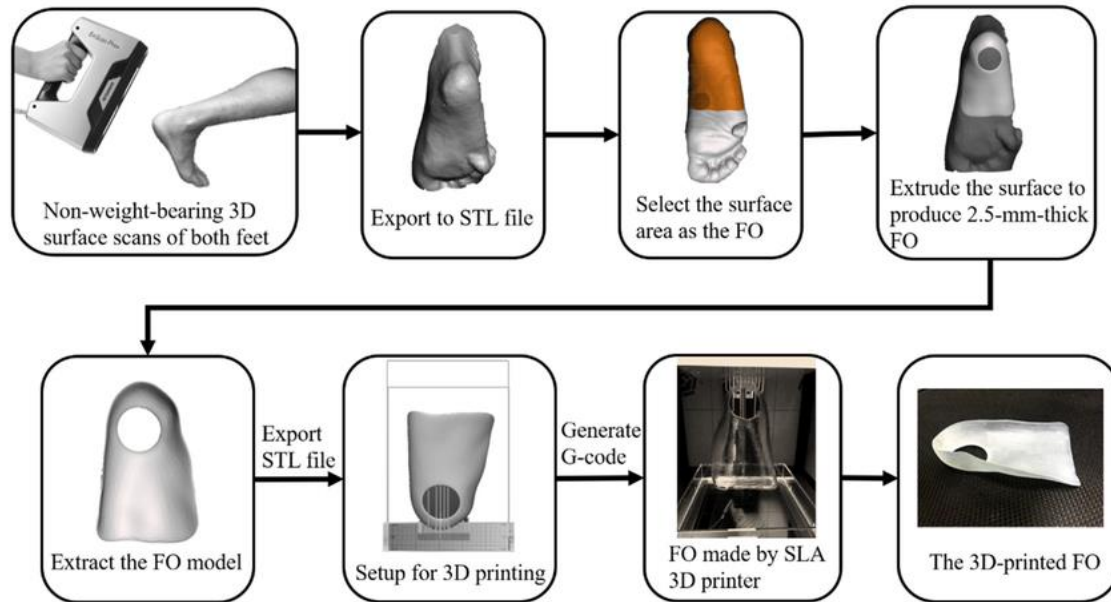 EinScan Pro+
Non-weight-bearing 3D
surface scans of both feet
Export to STL file
Select the surface
area as the FO
Extrude the surface to
produce 2.5-mm-thick
FO
Extract the FO model
Export
STL file
Setup for 3D printing
Generate
G-code
FO made by SLA
3D printer
The 3D-printed FO